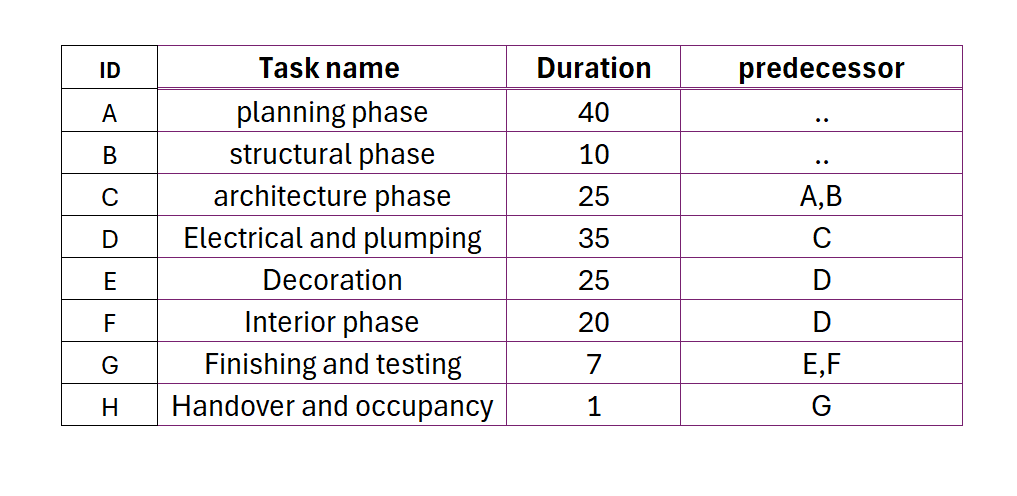 ID Task name Duration predecessor
A planning phase 40 ..
B structural phase 10 ..
C architecture phase 25 A,B
D Electrical and plumping 35 C
E Decoration 25 D
F Interior phase 20 D
G Finishing and testing 7 E,F
H Handover and occupancy 1 G